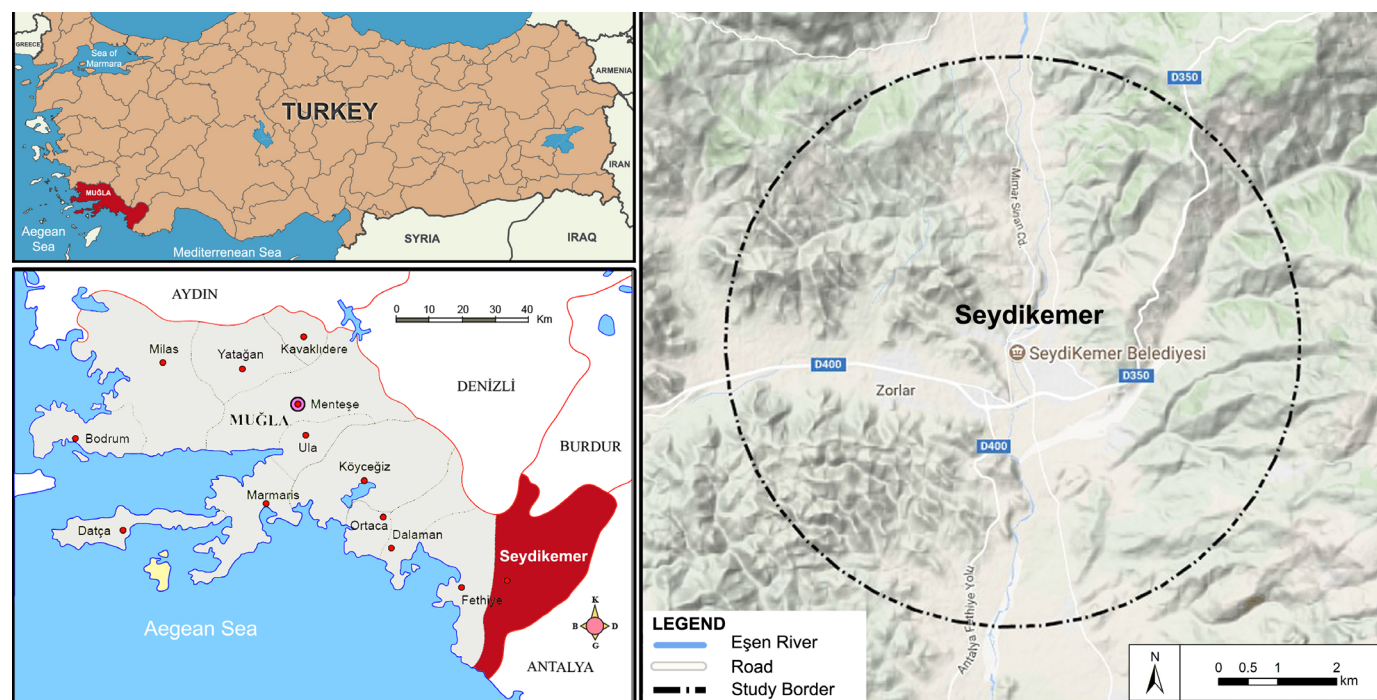 GREECE
Sea of
Marmara
ARMENIA
TURKEY
IRAN
MUĞLA
Aegean
Sea
Mediterranean Sea
SYRIA
IRAQ
AYDIN
0 10 20 30 40
Km
Milas
Yatağan
Kavaklıdere
DENİZLİ
Menteşe
MUĞLA
Bodrum
Ula
BURDUR
Köyceğiz
Marmaris
Datça
Ortaca
Dalaman
Seydikemer
Fethiye
Aegean Sea
K
B D
G
ANTALYA
D350
Mimar Sinan Cd.
Seydikemer
SeydiKemer Belediyesi
D400
D350
Zorlar
D400
Antalya Fethiye Yolu
LEGEND
Eşen River
Road
Study Border
N
0 0.5 1 2
km